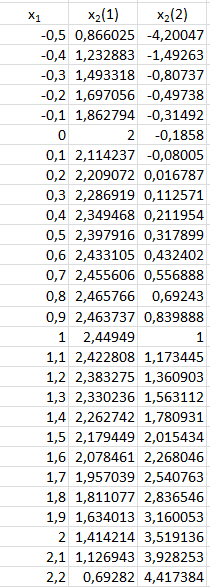 x₁ x₂(1) x₂(2)
-0,5 0,866025 -4,20047
-0,4 1,232883 -1,49263
-0,3 1,493318 -0,80737
-0,2 1,697056 -0,49738
-0,1 1,862794 -0,31492
0 2 -0,1858
0,1 2,114237 -0,08005
0,2 2,209072 0,016787
0,3 2,286919 0,112571
0,4 2,349468 0,211954
0,5 2,397916 0,317899
0,6 2,433105 0,432402
0,7 2,455606 0,556888
0,8 2,465766 0,69243
0,9 2,463737 0,839888
1 2,44949 1
1,1 2,422808 1,173445
1,2 2,383275 1,360903
1,3 2,330236 1,563112
1,4 2,262742 1,780931
1,5 2,179449 2,015434
1,6 2,078461 2,268046
1,7 1,957039 2,540763
1,8 1,811077 2,836546
1,9 1,634013 3,160053
2 1,414214 3,519136
2,1 1,126943 3,928253
2,2 0,69282 4,417384